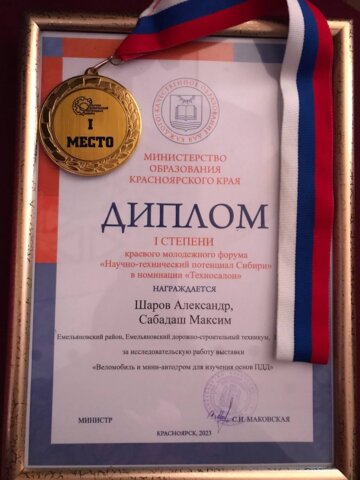 I
МЕСТО
КАЧЕСТВЕННОЕ ОБРАЗОВАНИЕ
МИНИСТЕРСТВО
ОБРАЗОВАНИЯ
КРАСНОЯРСКОГО КРАЯ
ДИПЛОМ
I СТЕПЕНИ
краевого молодежного форума
«Научно-технический потенциал Сибири»
в номинации «Техносалон»
НАГРАЖДАЕТСЯ
Шаров Александр,
Сабадаш Максим
Емельяновский район, Емельяновский дорожно-строительный техникум,
за исследовательскую работу выставки
«Веломобиль и мини-автодром для изучения основ ПДД»
МИНИСТР
С.И. МАКОВСКАЯ
КРАСНОЯРСК, 2023